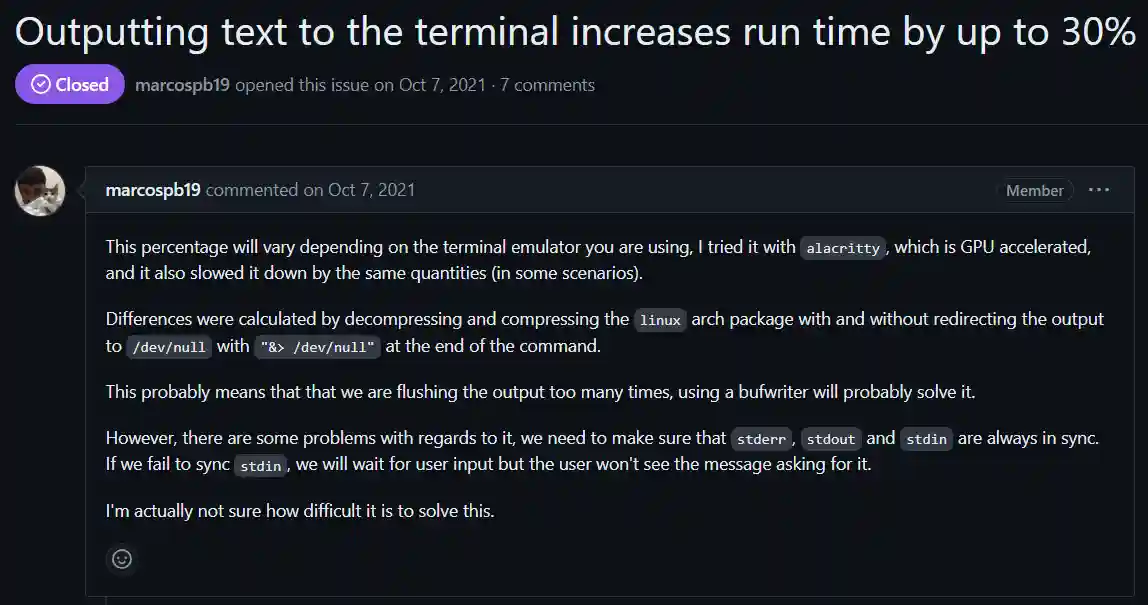 Outputting text to the terminal increases run time by up to 30%
Closed marcospb19 opened this issue on Oct 7, 2021 · 7 comments
marcospb19 commented on Oct 7, 2021 Member ...
This percentage will vary depending on the terminal emulator you are using, I tried it with alacritty, which is GPU accelerated,
and it also slowed it down by the same quantities (in some scenarios).
Differences were calculated by decompressing and compressing the linux arch package with and without redirecting the output
to /dev/null with "&> /dev/null" at the end of the command.
This probably means that that we are flushing the output too many times, using a bufwriter will probably solve it.
However, there are some problems with regards to it, we need to make sure that stderr, stdout and stdin are always in sync.
If we fail to sync stdin, we will wait for user input but the user won't see the message asking for it.
I'm actually not sure how difficult it is to solve this.